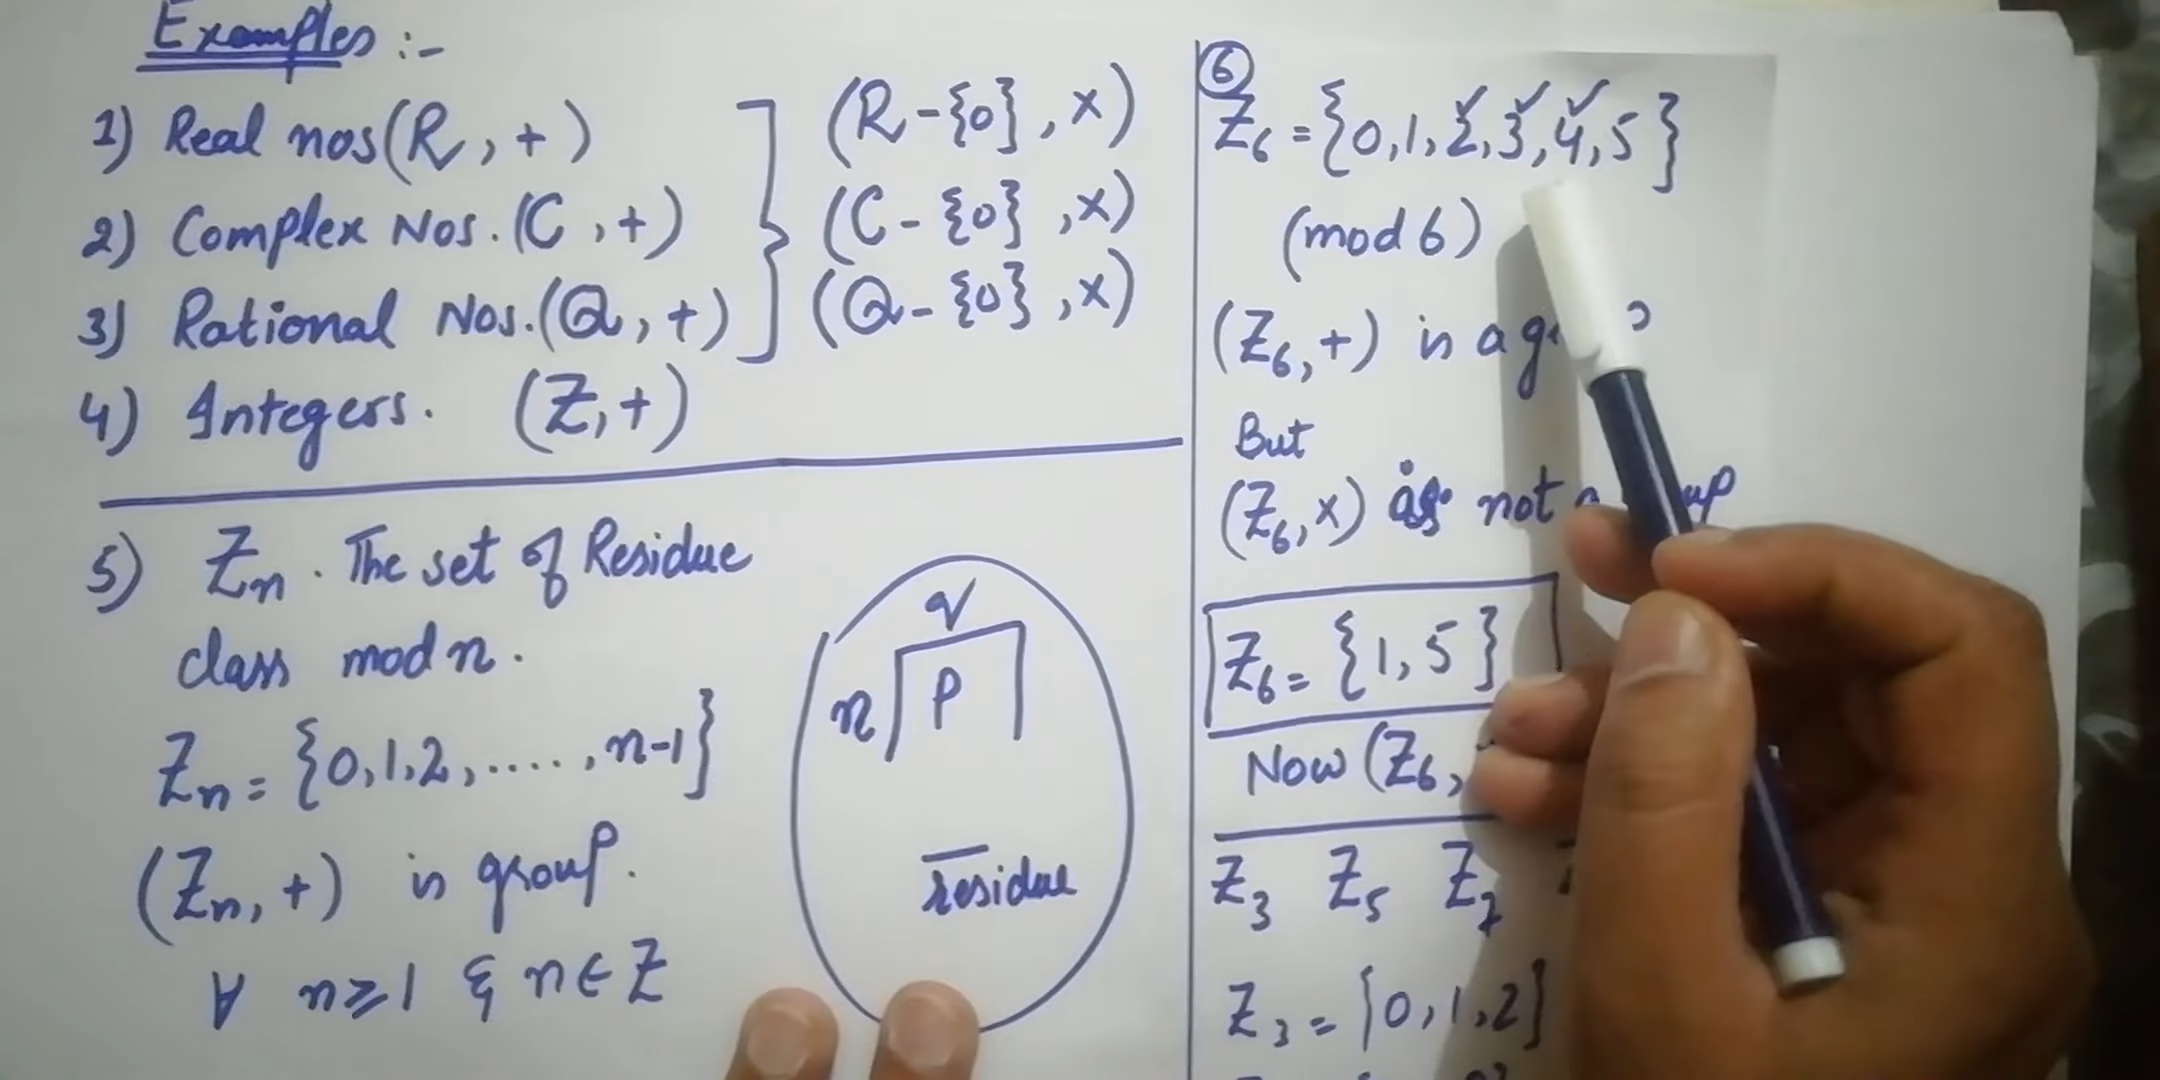 Examples :-
1) Real nos (R, +)
2) Complex Nos. (C, +)
3) Rational Nos. (Q, +)
4) Integers. (Z, +)
(R - {0}, x)
(C - {0}, x)
(Q - {0}, x)
5) Zn. The set of Residue
class mod n.
Zn = {0, 1, 2, ....., n-1}
(Zn, +) is group.
∀ n ≥ 1 & n ∈ Z
n P
residue
6
Z6 = {0, 1, 2, 3, 4, 5}
(mod 6)
(Z6, +) is a
But
(Z6, x) is not
Z6 = {1, 5}
Now (Z6,
Z3 Z5 Z7
Z3 = {0, 1, 2}